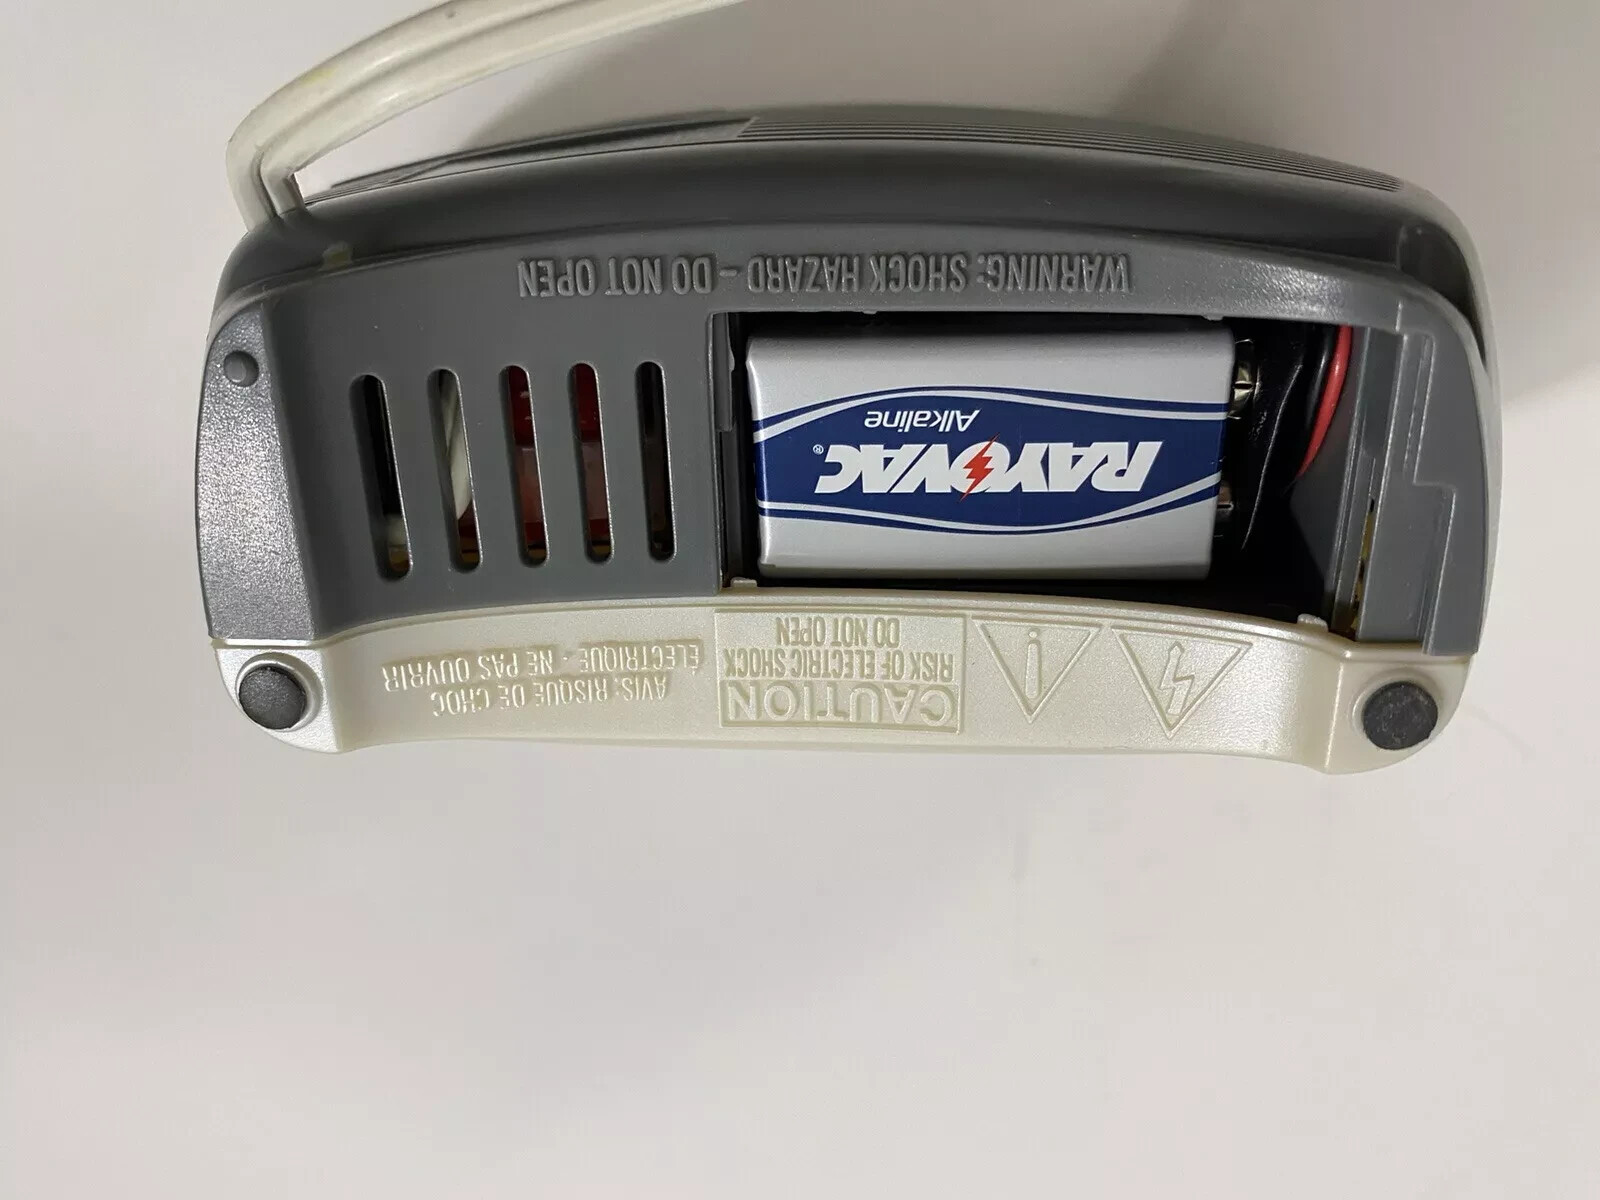 WARNING: SHOCK HAZARD – DO NOT OPEN
RAYOVAC®
Alkaline
CAUTION
RISK OF ELECTRIC SHOCK
DO NOT OPEN
AVIS: RISQUE DE CHOC
ÉLECTRIQUE - NE PAS OUVRIR